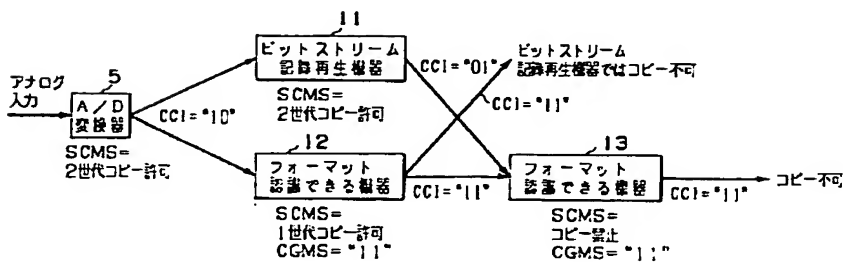 アナログ
入力
5
A/D
変換器
SCMS=
2世代コピー許可
CCI="10"
11
ビットストリーム
記録再生機器
SCMS=
2世代コピー許可
CCI="01"
ビットストリーム
記録再生機器ではコピー不可
CCI="11"
12
フォーマット
認識できる機器
SCMS=
1世代コピー許可
CGMS="11"
CCI="11"
13
フォーマット
認識できる機器
SCMS=
コピー禁止
CGMS="11"
CCI="11"
コピー不可